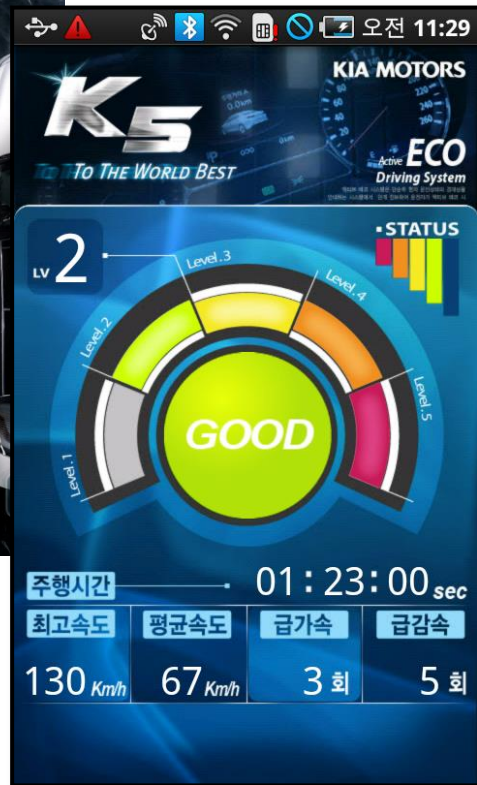 오전 11:29
KIA MOTORS
K5
TO THE WORLD BEST
Active ECO
Driving System
STATUS
LV 2
Level.1
Level.2
Level.3
Level.4
Level.5
GOOD
주행시간 01:23:00 sec
최고속도 평균속도 급가속 급감속
130 Km/h 67 Km/h 3 회 5 회